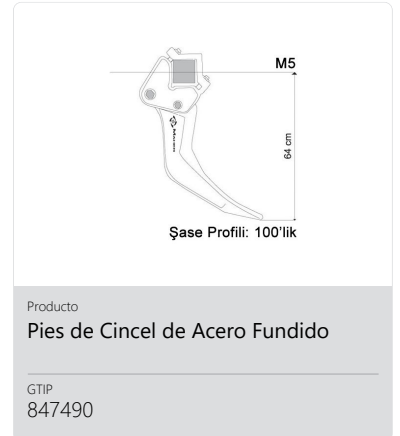 M5
64 cm
Şase Profili: 100'lik
Producto
Pies de Cincel de Acero Fundido
GTIP
847490